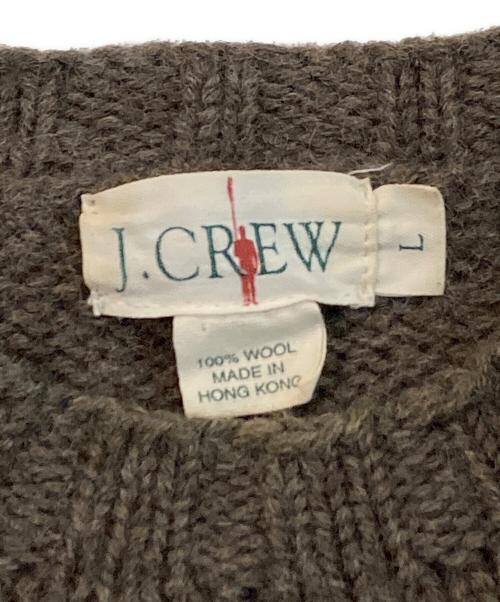 J.CREW
L
100% WOOL
MADE IN
HONG KONG